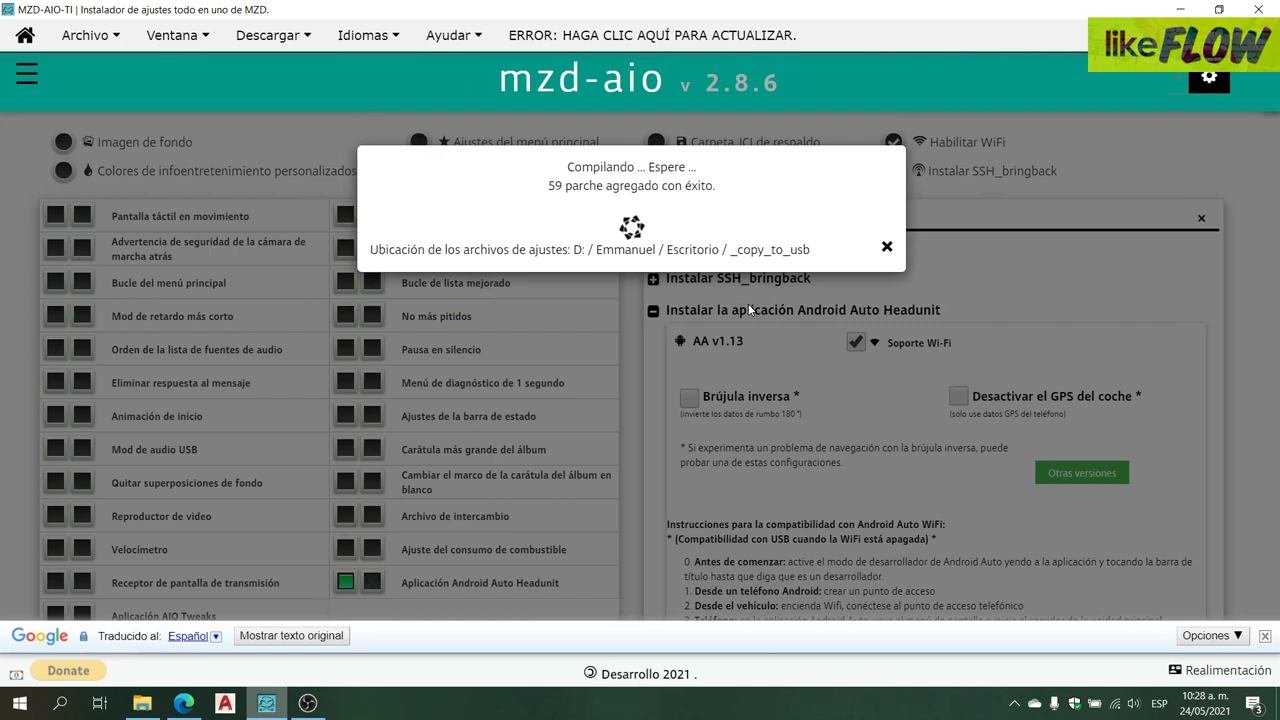 MZD-AIO-TI | Instalador de ajustes todo en uno de MZD.
Archivo Ventana Descargar Idiomas Ayudar ERROR: HAGA CLIC AQUÍ PARA ACTUALIZAR.
likeFLOW
mzd-aio v 2.8.6
Imagen de fondo
Ajustes del menú principal
Carpeta JCI de respaldo
Habilitar WiFi
Colores de infoentretenimiento personalizados
Instalar SSH_bringback
Compilando ... Espere ...
59 parche agregado con éxito.
Ubicación de los archivos de ajustes: D: / Emmanuel / Escritorio / _copy_to_usb
Pantalla táctil en movimiento
Advertencia de seguridad de la cámara de
marcha atrás
Bucle del menú principal
Bucle de lista mejorado
Mod de retardo más corto
No más pitidos
Orden de la lista de fuentes de audio
Pausa en silencio
Eliminar respuesta al mensaje
Menú de diagnóstico de 1 segundo
Animación de inicio
Ajustes de la barra de estado
Mod de audio USB
Carátula más grande del álbum
Quitar superposiciones de fondo
Cambiar el marco de la carátula del álbum en
blanco
Reproductor de video
Archivo de intercambio
Velocímetro
Ajuste del consumo de combustible
Receptor de pantalla de transmisión
Aplicación Android Auto Headunit
Aplicación AIO Tweaks
Instalar SSH_bringback
Instalar la aplicación Android Auto Headunit
AA v1.13
Soporte Wi-Fi
Brújula inversa *
(invierte los datos de rumbo 180 °)
Desactivar el GPS del coche *
(solo use datos GPS del teléfono)
* Si experimenta un problema de navegación con la brújula inversa, puede
probar una de estas configuraciones.
Otras versiones
Instrucciones para la compatibilidad con Android Auto WiFi:
* (Compatibilidad con USB cuando la WiFi está apagada) *
0. Antes de comenzar: active el modo de desarrollador de Android Auto yendo a la aplicación y tocando la barra de
título hasta que diga que es un desarrollador.
1. Desde un teléfono Android: crear un punto de acceso
2. Desde el vehículo: encienda Wifi, conéctese al punto de acceso telefónico
Google Traducido al: Español Mostrar texto original Opciones ▼
Donate
Desarrollo 2021 .
Realimentación
ESP
10:28 a. m.
24/05/2021
3